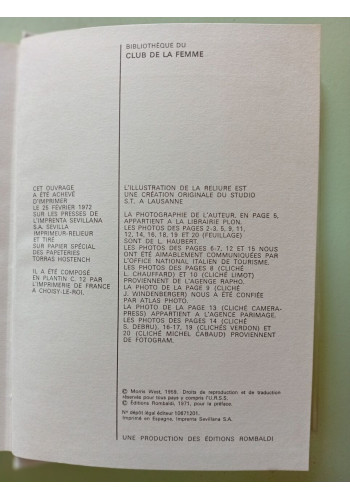 BIBLIOTHÈQUE DU
CLUB DE LA FEMME
CET OUVRAGE
A ÉTÉ ACHEVÉ
D'IMPRIMER
LE 25 FÉVRIER 1972
SUR LES PRESSES DE
L'IMPRENTA SEVILLANA
S.A. SEVILLA
IMPRIMEUR-RELIEUR
ET TIRÉ
SUR PAPIER SPÉCIAL
DES PAPETERIES
TORRAS HOSTENCH
IL A ÉTÉ COMPOSÉ
EN PLANTIN C. 12 PAR
L'IMPRIMERIE DE FRANCE
A CHOISY-LE-ROI.
L'ILLUSTRATION DE LA RELIURE EST
UNE CRÉATION ORIGINALE DU STUDIO
S.T. A LAUSANNE
LA PHOTOGRAPHIE DE L'AUTEUR, EN PAGE 5,
APPARTIENT A LA LIBRAIRIE PLON.
LES PHOTOS DES PAGES 2-3, 5, 9, 11,
12, 14, 16, 18, 19 ET 20 (FEUILLAGE)
SONT DE L. HAUBERT.
LES PHOTOS DES PAGES 6-7, 12 ET 15 NOUS
ONT ÉTÉ AIMABLEMENT COMMUNIQUÉES PAR
L'OFFICE NATIONAL ITALIEN DE TOURISME.
LES PHOTOS DES PAGES 8 (CLICHÉ
L. CHAUFFARD) ET 10 (CLICHÉ LIMOT)
PROVIENNENT DE L'AGENCE RAPHO.
LA PHOTO DE LA PAGE 9 (CLICHÉ
J. WINDENBERGER) NOUS A ÉTÉ CONFIÉE
PAR ATLAS PHOTO.
LA PHOTO DE LA PAGE 13 (CLICHÉ CAMERA-
PRESS) APPARTIENT A L'AGENCE PARIMAGE.
LES PHOTOS DES PAGES 14 (CLICHÉ
S. DEBRU), 16-17, 19 (CLICHÉS VERDON) ET
20 (CLICHÉ MICHEL CABAUD) PROVIENNENT
DE FOTOGRAM.
© Morris West, 1959. Droits de reproduction et de traduction
réservés pour tous pays y compris l'U.R.S.S.
© Éditions Rombaldi, 1971, pour la préface.
N° dépôt légal éditeur 10871201.
Imprimé en Espagne, Imprenta Sevillana S.A.
UNE PRODUCTION DES ÉDITIONS ROMBALDI